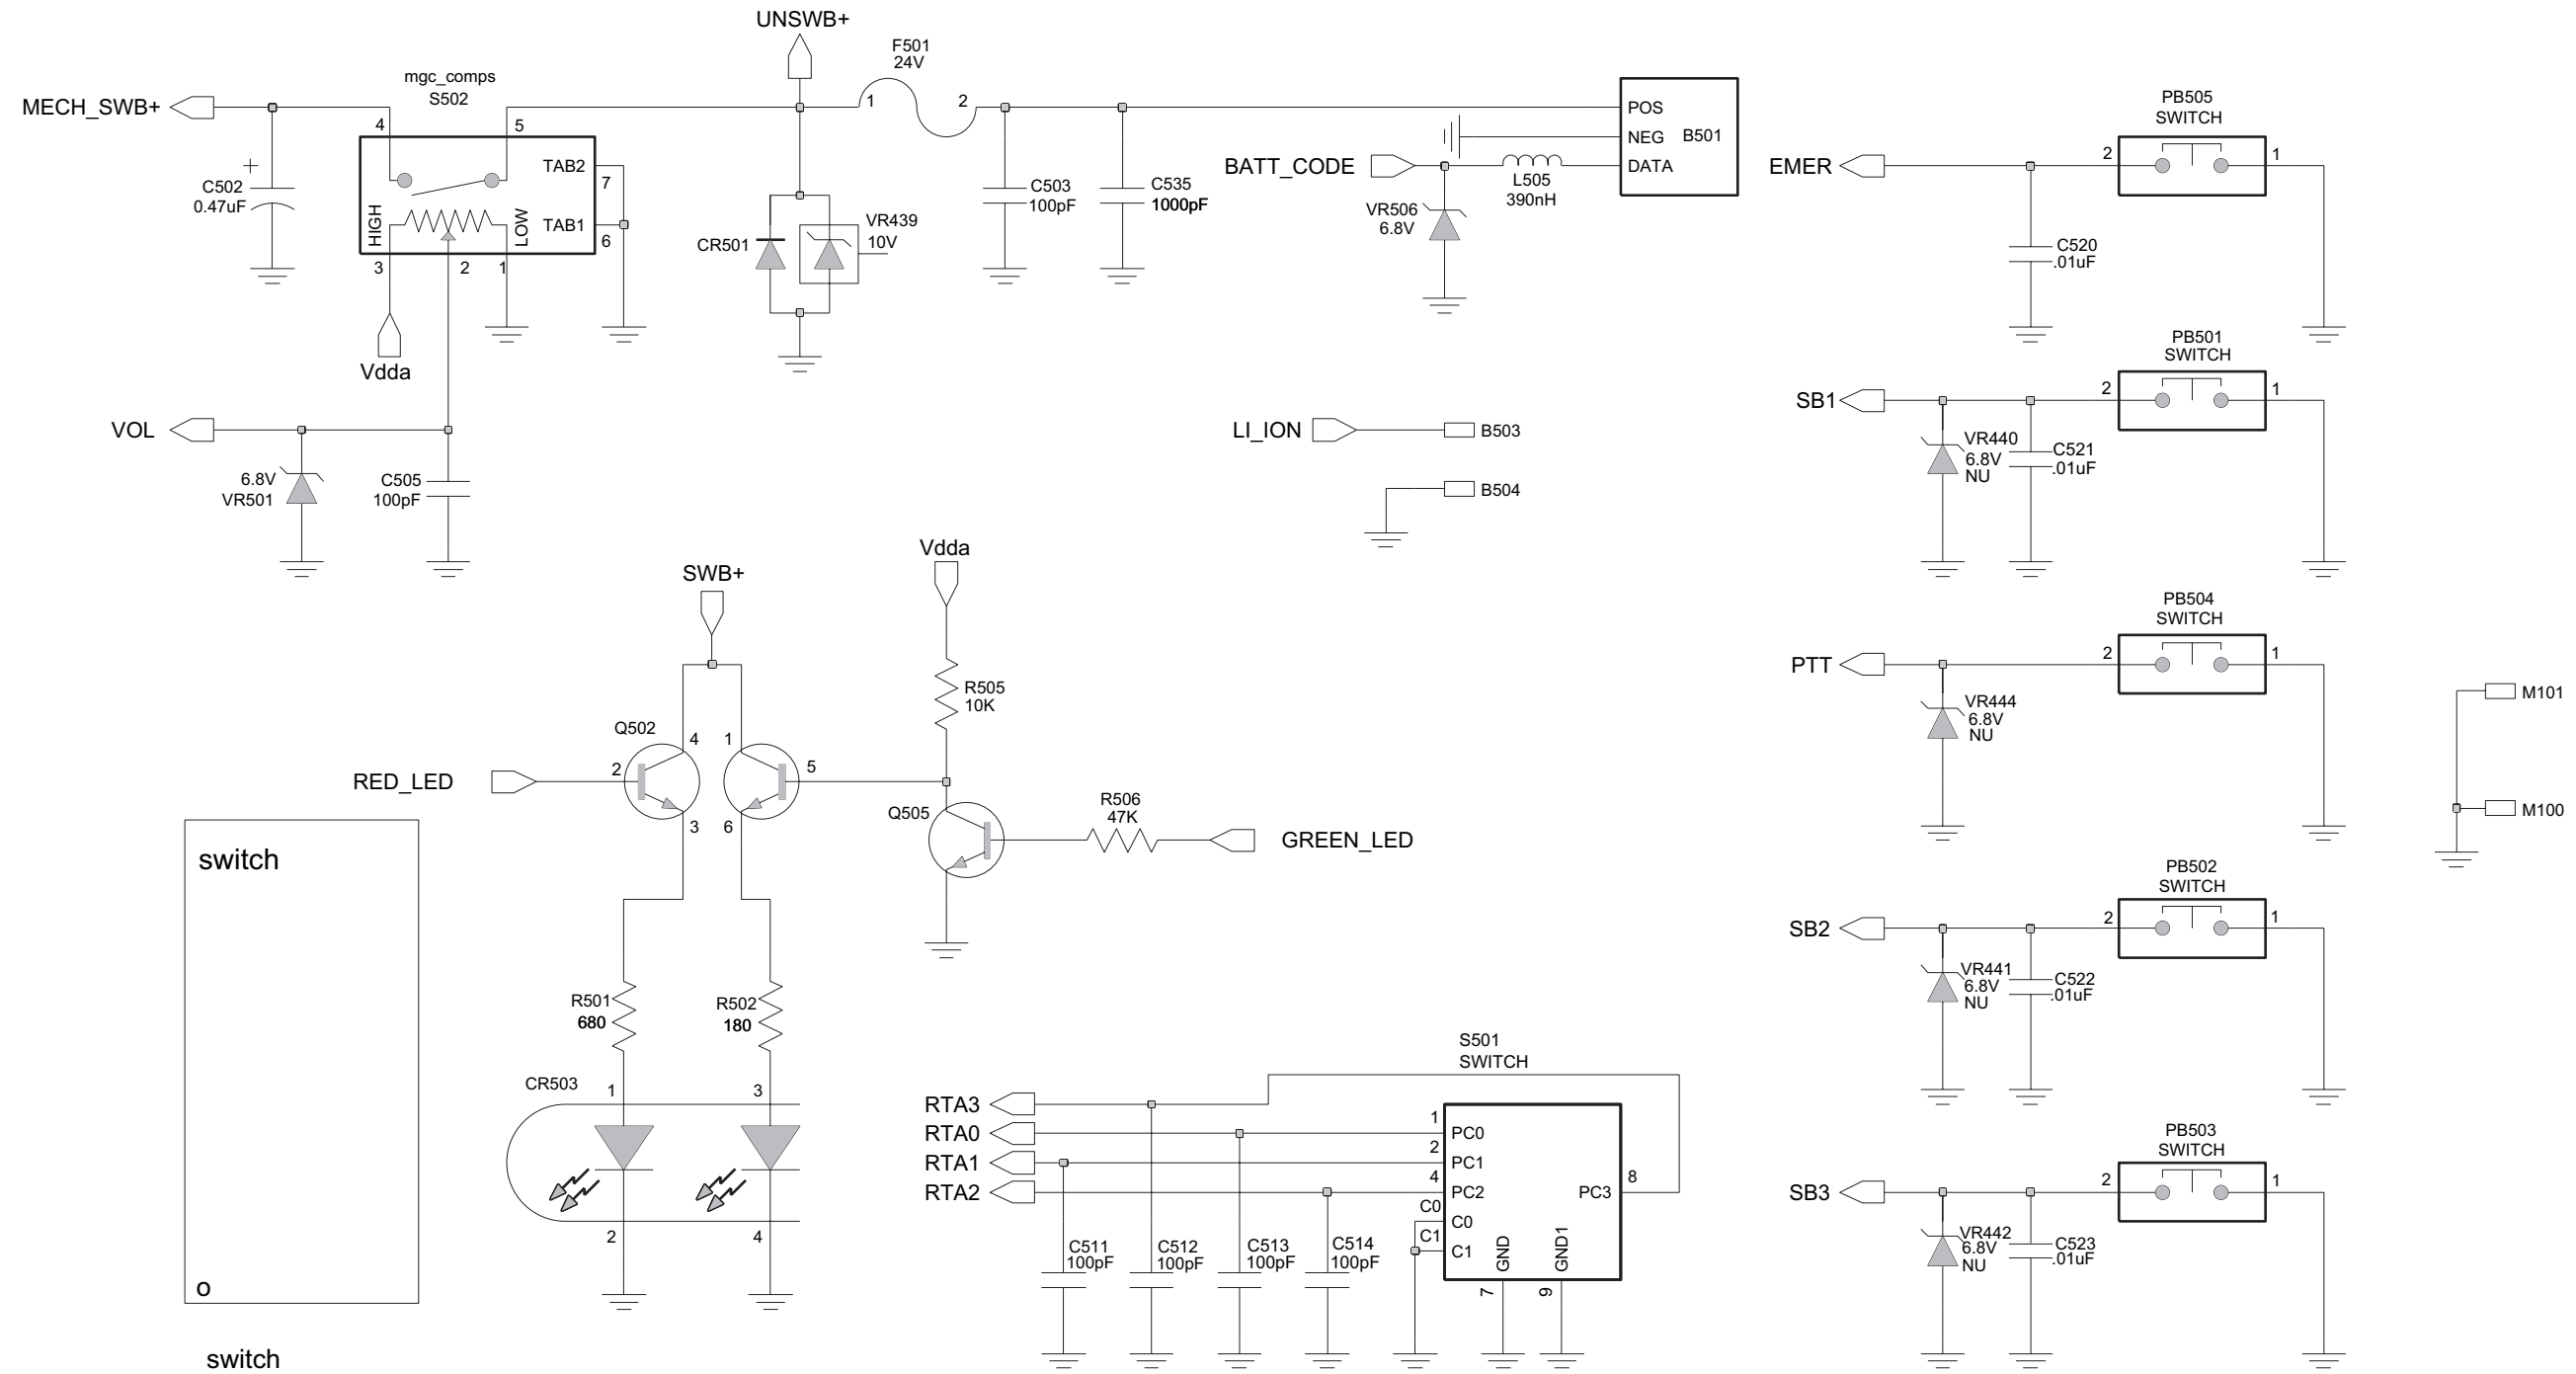 UNSWB+
F501
24V
mgc_comps
S502
MECH_SWB+
4
5
1
2
POS
NEG
DATA
B501
PB505
SWITCH
TAB2
7
TAB1
6
HIGH
LOW
3
2
1
+
C502
0.47uF
Vdda
CR501
VR439
10V
C503
100pF
C535
1000pF
BATT_CODE
L505
390nH
VR506
6.8V
EMER
2
1
C520
.01uF
PB501
SWITCH
SB1
2
1
VR440
6.8V
NU
C521
.01uF
VOL
6.8V
VR501
C505
100pF
LI_ION
B503
B504
SWB+
Vdda
R505
10K
PB504
SWITCH
PTT
2
1
VR444
6.8V
NU
M101
M100
Q502
4
1
RED_LED
2
5
3
6
Q505
R506
47K
GREEN_LED
switch
o
switch
PB502
SWITCH
SB2
2
1
VR441
6.8V
NU
C522
.01uF
R501
680
R502
180
CR503
1
3
2
4
S501
SWITCH
RTA3
RTA0
RTA1
RTA2
1
2
4
C0
C1
PC0
PC1
PC2
C0
C1
PC3
8
GND
GND1
7
9
C511
100pF
C512
100pF
C513
100pF
C514
100pF
PB503
SWITCH
SB3
2
1
VR442
6.8V
NU
C523
.01uF